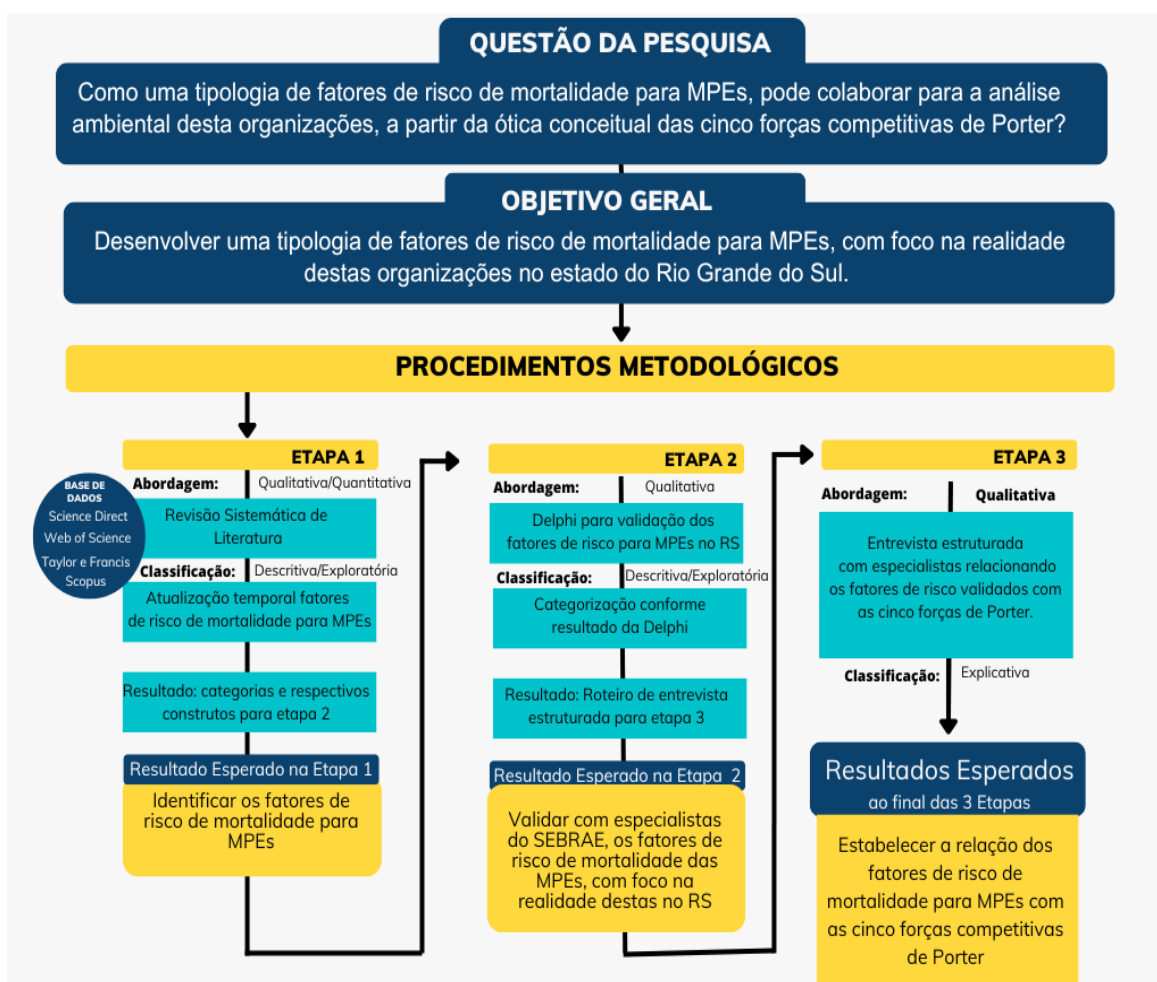 QUESTÃO DA PESQUISA
Como uma tipologia de fatores de risco de mortalidade para MPEs, pode colaborar para a análise
ambiental desta organizações, a partir da ótica conceitual das cinco forças competitivas de Porter?
OBJETIVO GERAL
Desenvolver uma tipologia de fatores de risco de mortalidade para MPEs, com foco na realidade
destas organizações no estado do Rio Grande do Sul.
PROCEDIMENTOS METODOLÓGICOS
ETAPA 1
BASE DE
DADOS
Science Direct
Web of Science
Taylor e Francis
Scopus
Abordagem: Qualitativa/Quantitativa
Revisão Sistemática de
Literatura
Classificação: Descritiva/Exploratória
Atualização temporal fatores
de risco de mortalidade para MPEs
Resultado: categorias e respectivos
construtos para etapa 2
Resultado Esperado na Etapa 1
Identificar os fatores de
risco de mortalidade para
MPEs
ETAPA 2
Abordagem: Qualitativa
Delphi para validação dos
fatores de risco para MPEs no RS
Classificação: Descritiva/Exploratória
Categorização conforme
resultado da Delphi
Resultado: Roteiro de entrevista
estruturada para etapa 3
Resultado Esperado na Etapa 2
Validar com especialistas
do SEBRAE, os fatores de
risco de mortalidade das
MPEs, com foco na
realidade destas no RS
ETAPA 3
Abordagem: Qualitativa
Entrevista estruturada
com especialistas relacionando
os fatores de risco validados com
as cinco forças de Porter.
Classificação: Explicativa
Resultados Esperados
ao final das 3 Etapas
Estabelecer a relação dos
fatores de risco de
mortalidade para MPEs com
as cinco forças competitivas
de Porter